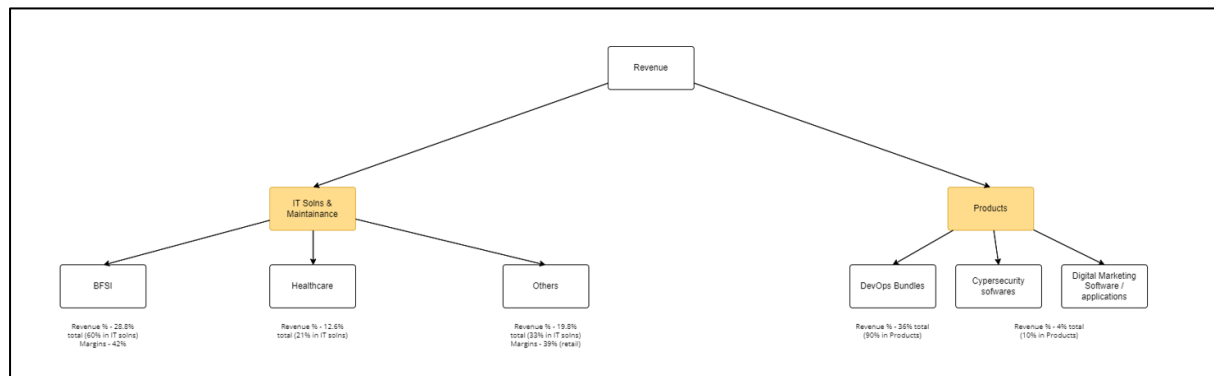 Revenue
IT Solns &
Maintainance
Products
BFSI
Healthcare
Others
DevOps Bundles
Cypersecurity
sofwares
Digital Marketing
Software /
applications
Revenue % - 28.8%
total (60% in IT solns)
Margins - 42%
Revenue % - 12.6%
total (21% in IT solns)
Revenue % - 19.8%
total (33% in IT solns)
Margins - 39% (retail)
Revenue % - 36% total
(90% in Products)
Revenue % - 4% total
(10% in Products)